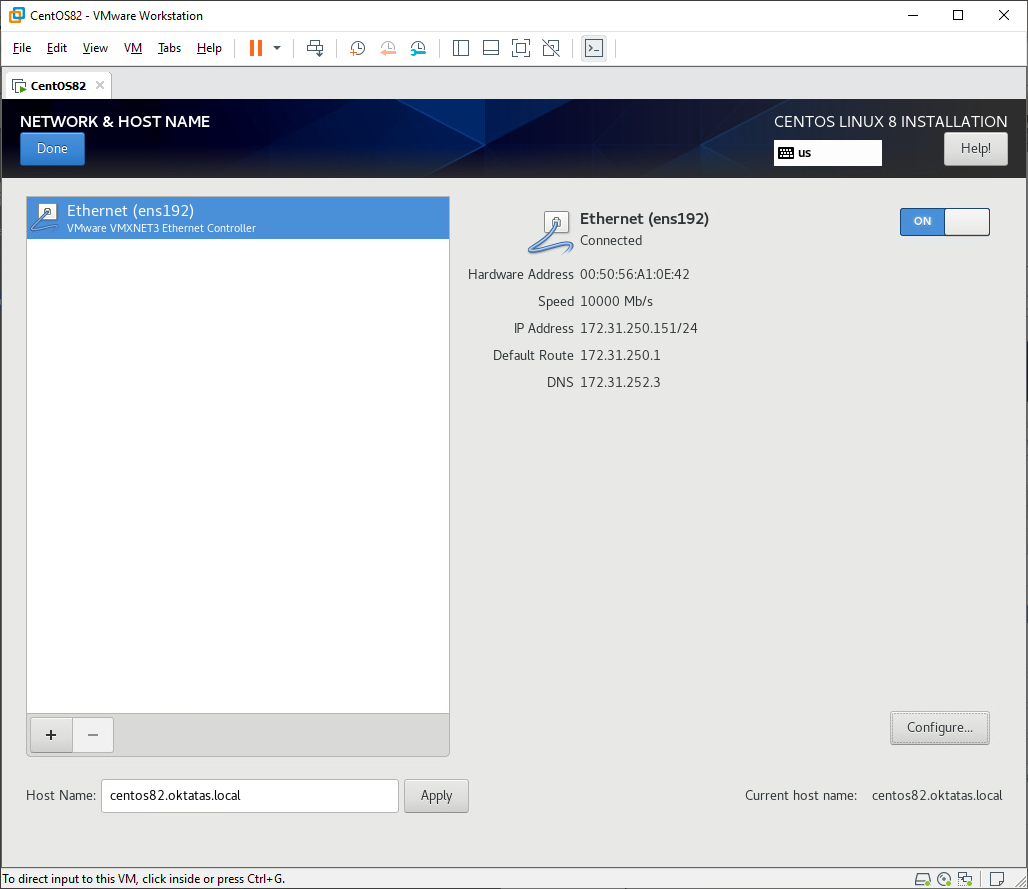 CentOS82 - VMware Workstation
File Edit View VM Tabs Help
CentOS82
NETWORK & HOST NAME
CENTOS LINUX 8 INSTALLATION
Done
us
Help!
Ethernet (ens192)
VMware VMXNET3 Ethernet Controller
Ethernet (ens192)
Connected
ON
Hardware Address 00:50:56:A1:0E:42
Speed 10000 Mb/s
IP Address 172.31.250.151/24
Default Route 172.31.250.1
DNS 172.31.252.3
+ −
Configure...
Host Name: centos82.oktatas.local Apply
Current host name: centos82.oktatas.local
To direct input to this VM, click inside or press Ctrl+G.